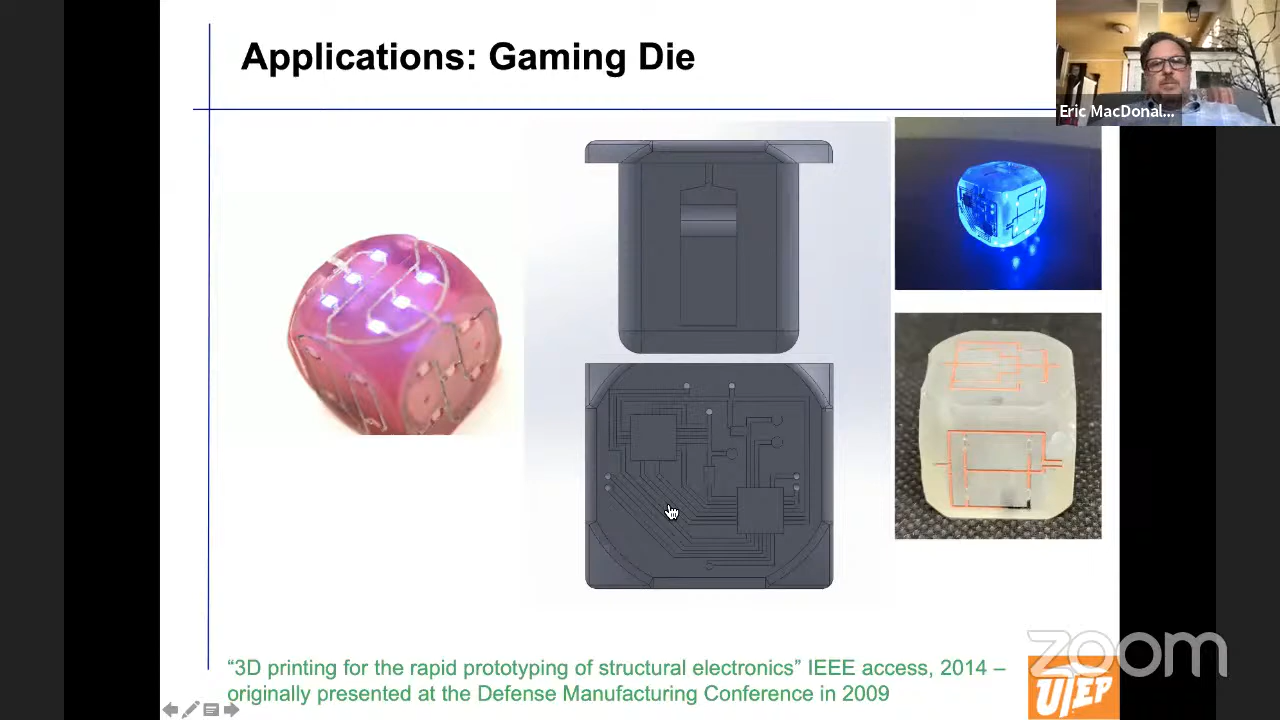 Applications: Gaming Die
Eric MacDonal...
“3D printing for the rapid prototyping of structural electronics” IEEE access, 2014 –
originally presented at the Defense Manufacturing Conference in 2009
zoom
UTEP